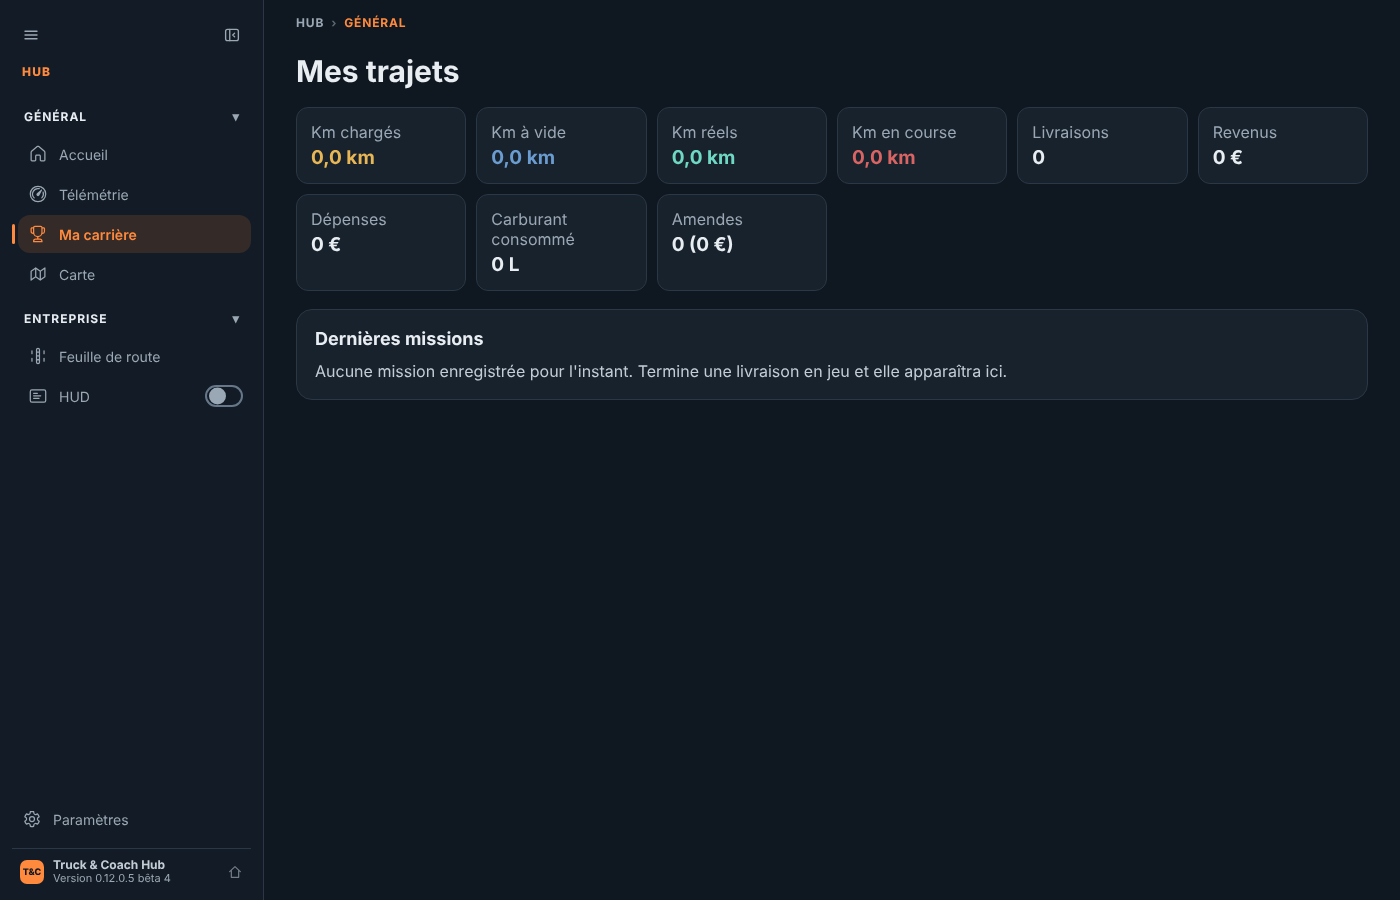 HUB › GÉNÉRAL
HUB
GÉNÉRAL ▼
Accueil
Télémétrie
Ma carrière
Carte
ENTREPRISE ▼
Feuille de route
HUD
Paramètres
T&C
Truck & Coach Hub
Version 0.12.0.5 bêta 4
Mes trajets
Km chargés
0,0 km
Km à vide
0,0 km
Km réels
0,0 km
Km en course
0,0 km
Livraisons
0
Revenus
0 €
Dépenses
0 €
Carburant
consommé
0 L
Amendes
0 (0 €)
Dernières missions
Aucune mission enregistrée pour l'instant. Termine une livraison en jeu et elle apparaîtra ici.